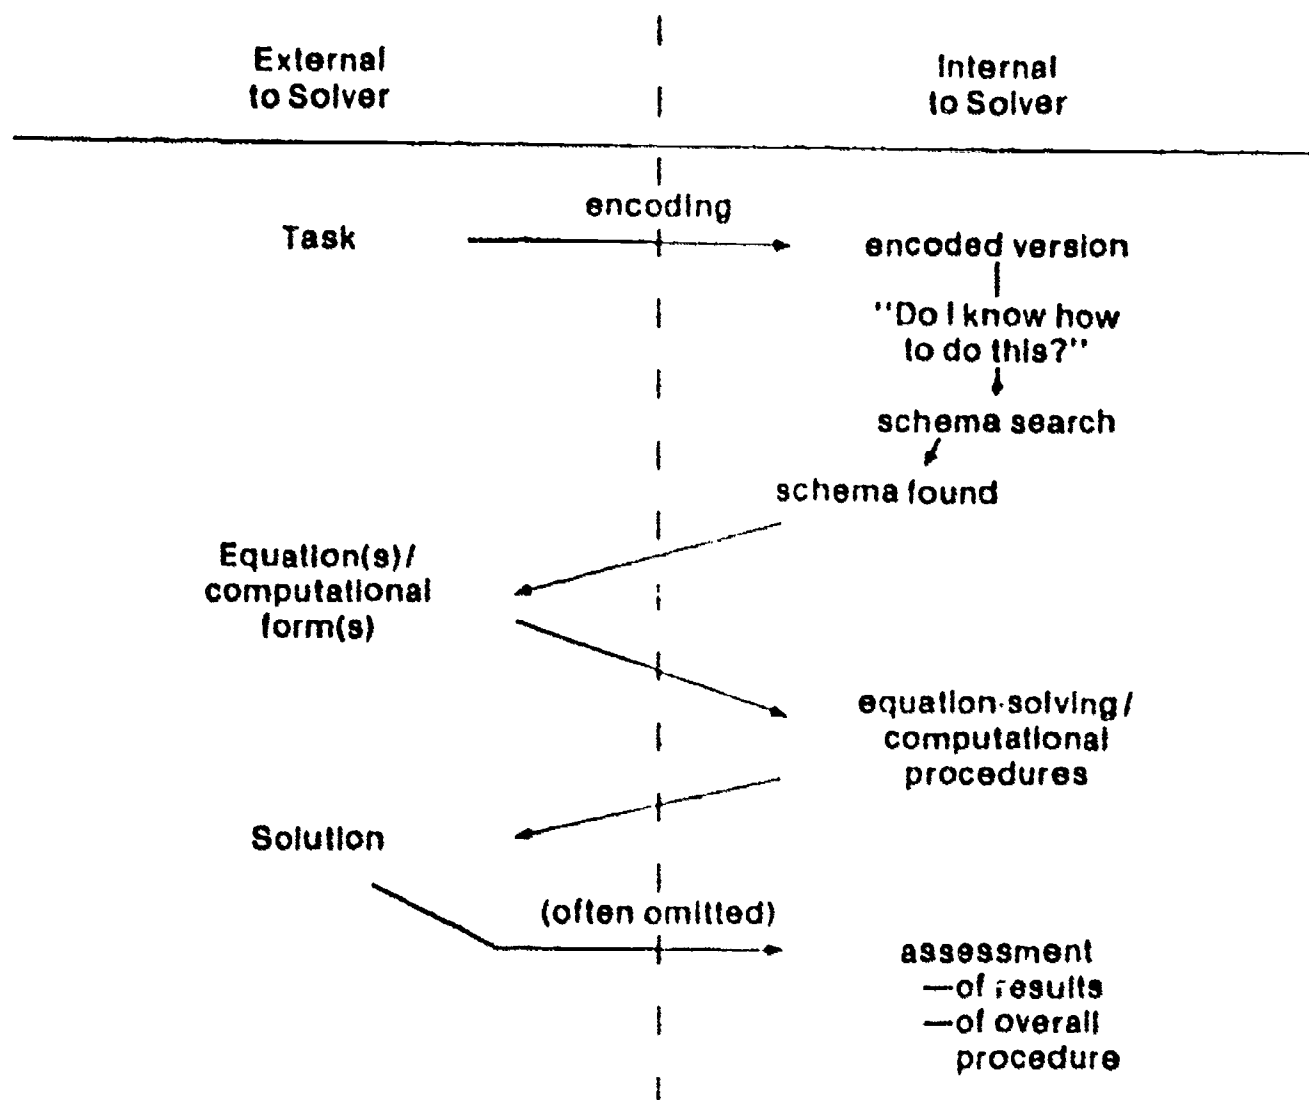 External
to Solver
Internal
to Solver
encoding
Task
encoded version
"Do I know how
to do this?"
schema search
schema found
Equation(s)/
computational
form(s)
equation-solving/
computational
procedures
Solution
(often omitted)
assessment
—of results
—of overall
procedure